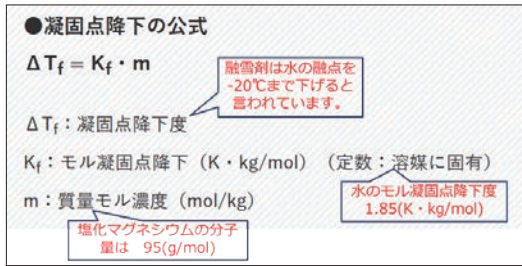 ●凝固点降下の公式
ΔTf = Kf・m
融雪剤は水の融点を
-20℃まで下げると
言われています。
ΔTf：凝固点降下度
Kf：モル凝固点降下（K・kg/mol）（定数：溶媒に固有）
水のモル凝固点降下度
1.85(K・kg/mol)
m：質量モル濃度（mol/kg）
塩化マグネシウムの分子
量は 95(g/mol)